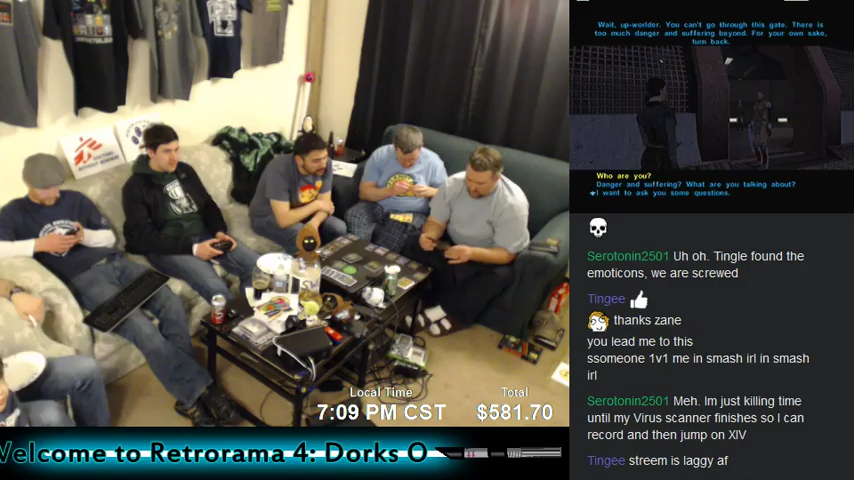 Wait, up-worlder. You can't go through this gate. There is
too much danger and suffering beyond. For your own sake,
turn back.
Who are you?
Danger and suffering? What are you talking about?
I want to ask you some questions.
Serotonin2501 Uh oh. Tingle found the
emoticons, we are screwed
Tingee
thanks zane
you lead me to this
ssomeone 1v1 me in smash irl in smash
irl
Serotonin2501 Meh. Im just killing time
until my Virus scanner finishes so I can
record and then jump on XIV
Tingee streem is laggy af
Local Time
7:09 PM CST
Total
$581.70
Welcome to Retrorama 4: Dorks O